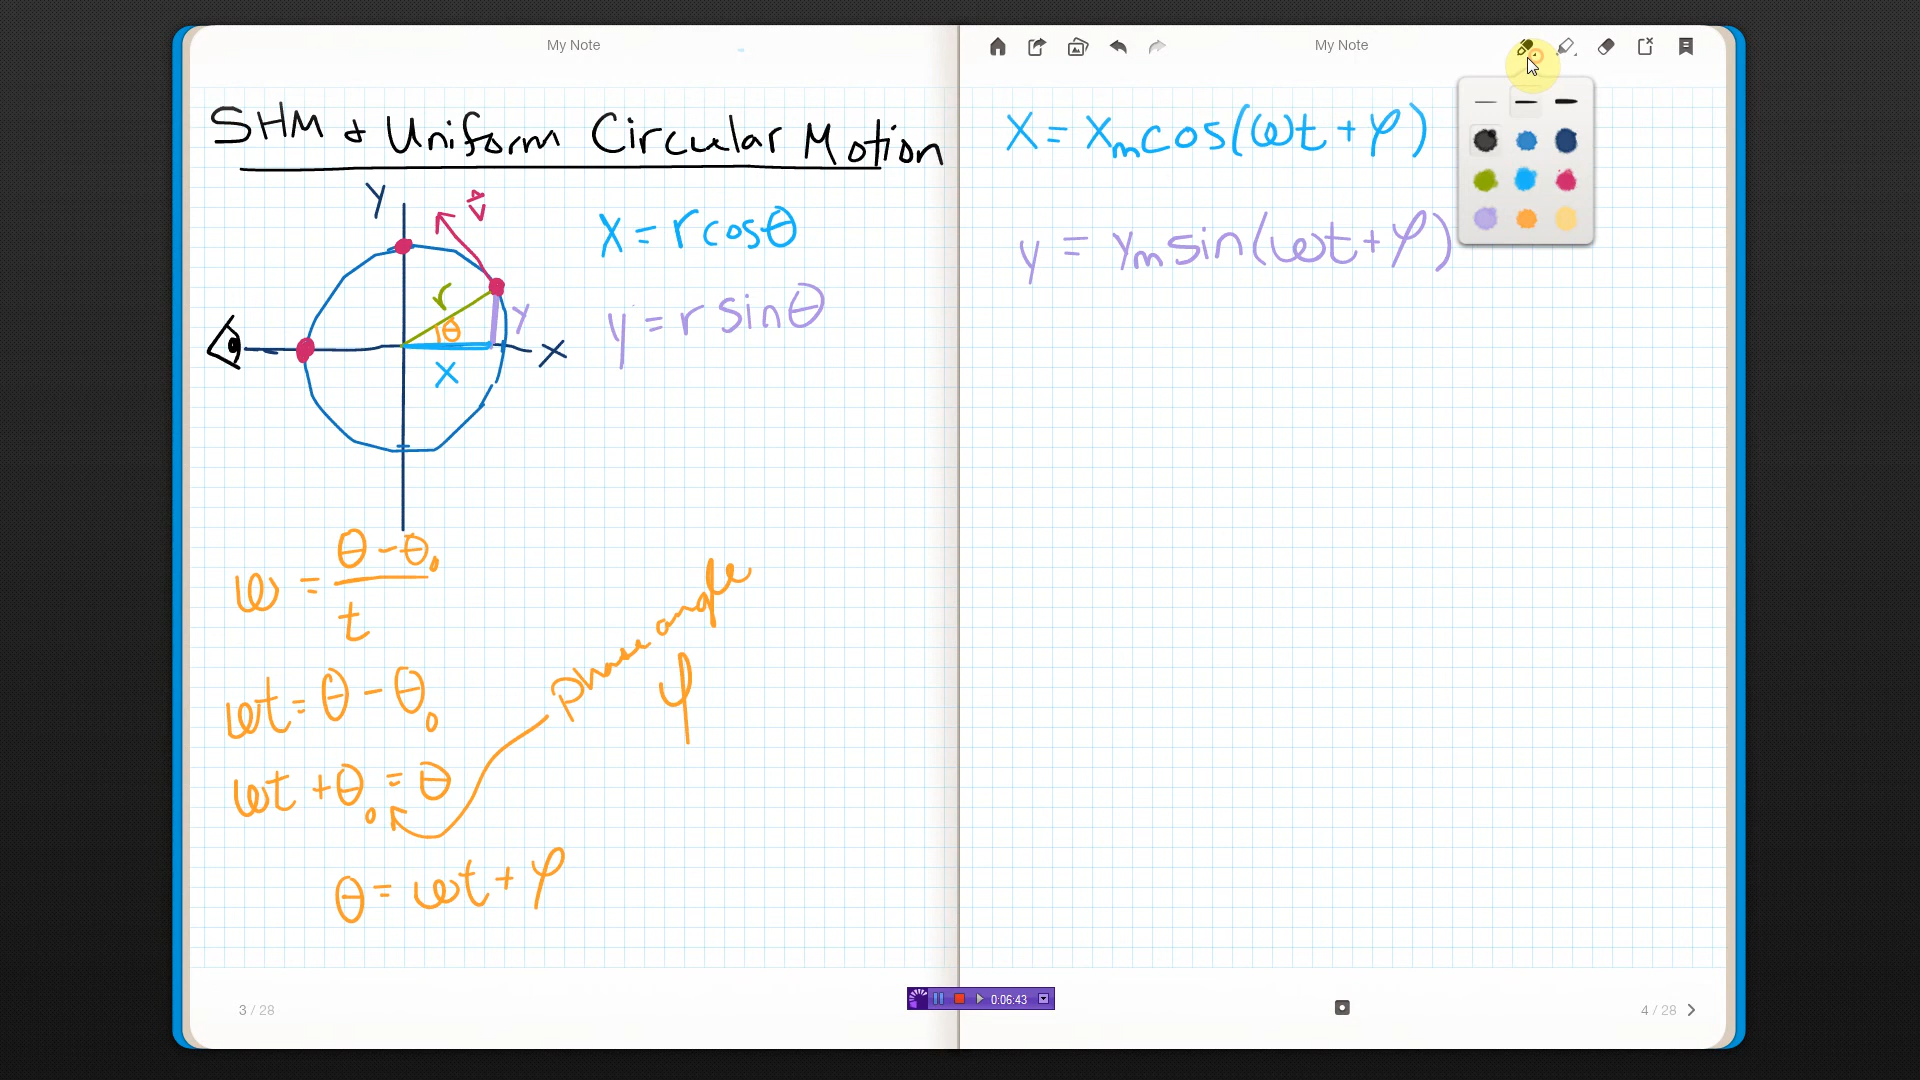 My Note
SHM & Uniform Circular Motion
Y
v
x = r cosθ
r
θ
y
X
x
y = r sinθ
ω = θ - θ₀ / t
ωt = θ - θ₀
ωt + θ₀ = θ
phase angle
φ
θ = ωt + φ
3 / 28
My Note
x = xₘcos(ωt + φ)
y = yₘsin(ωt + φ)
0:06:43
4 / 28